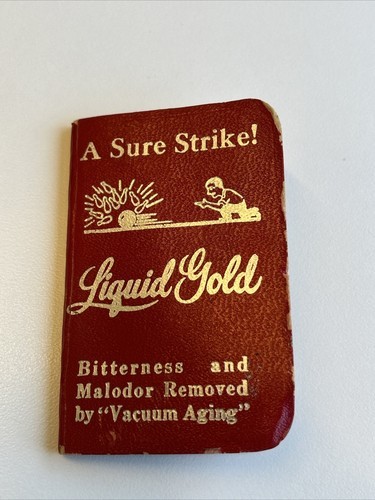 A Sure Strike!
Liquid Gold
Bitterness and
Malodor Removed
by "Vacuum Aging"